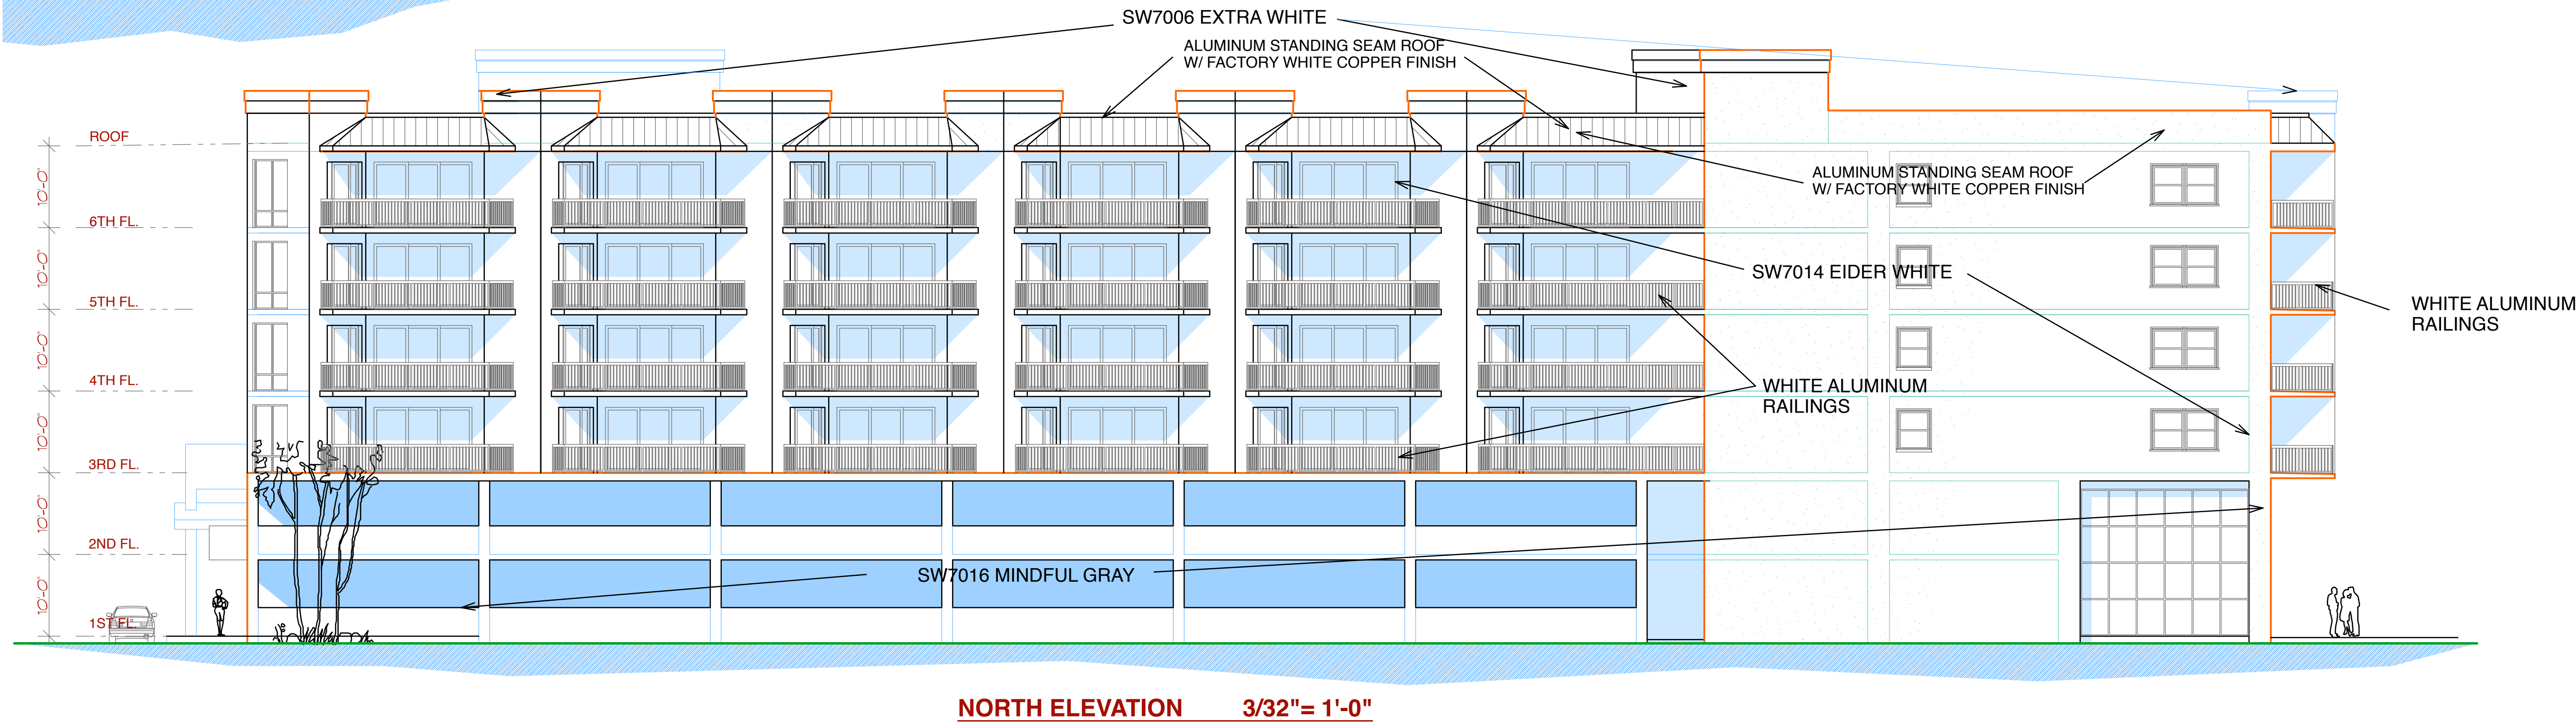 SW7006 EXTRA WHITE
ALUMINUM STANDING SEAM ROOF
W/ FACTORY WHITE COPPER FINISH
ROOF
10'-0"
ALUMINUM STANDING SEAM ROOF
W/ FACTORY WHITE COPPER FINISH
6TH FL.
10'-0"
SW7014 EIDER WHITE
5TH FL.
WHITE ALUMINUM
RAILINGS
10'-0"
4TH FL.
WHITE ALUMINUM
RAILINGS
10'-0"
3RD FL.
10'-0"
2ND FL.
SW7016 MINDFUL GRAY
10'-0"
1ST FL.
NORTH ELEVATION 3/32"= 1'-0"